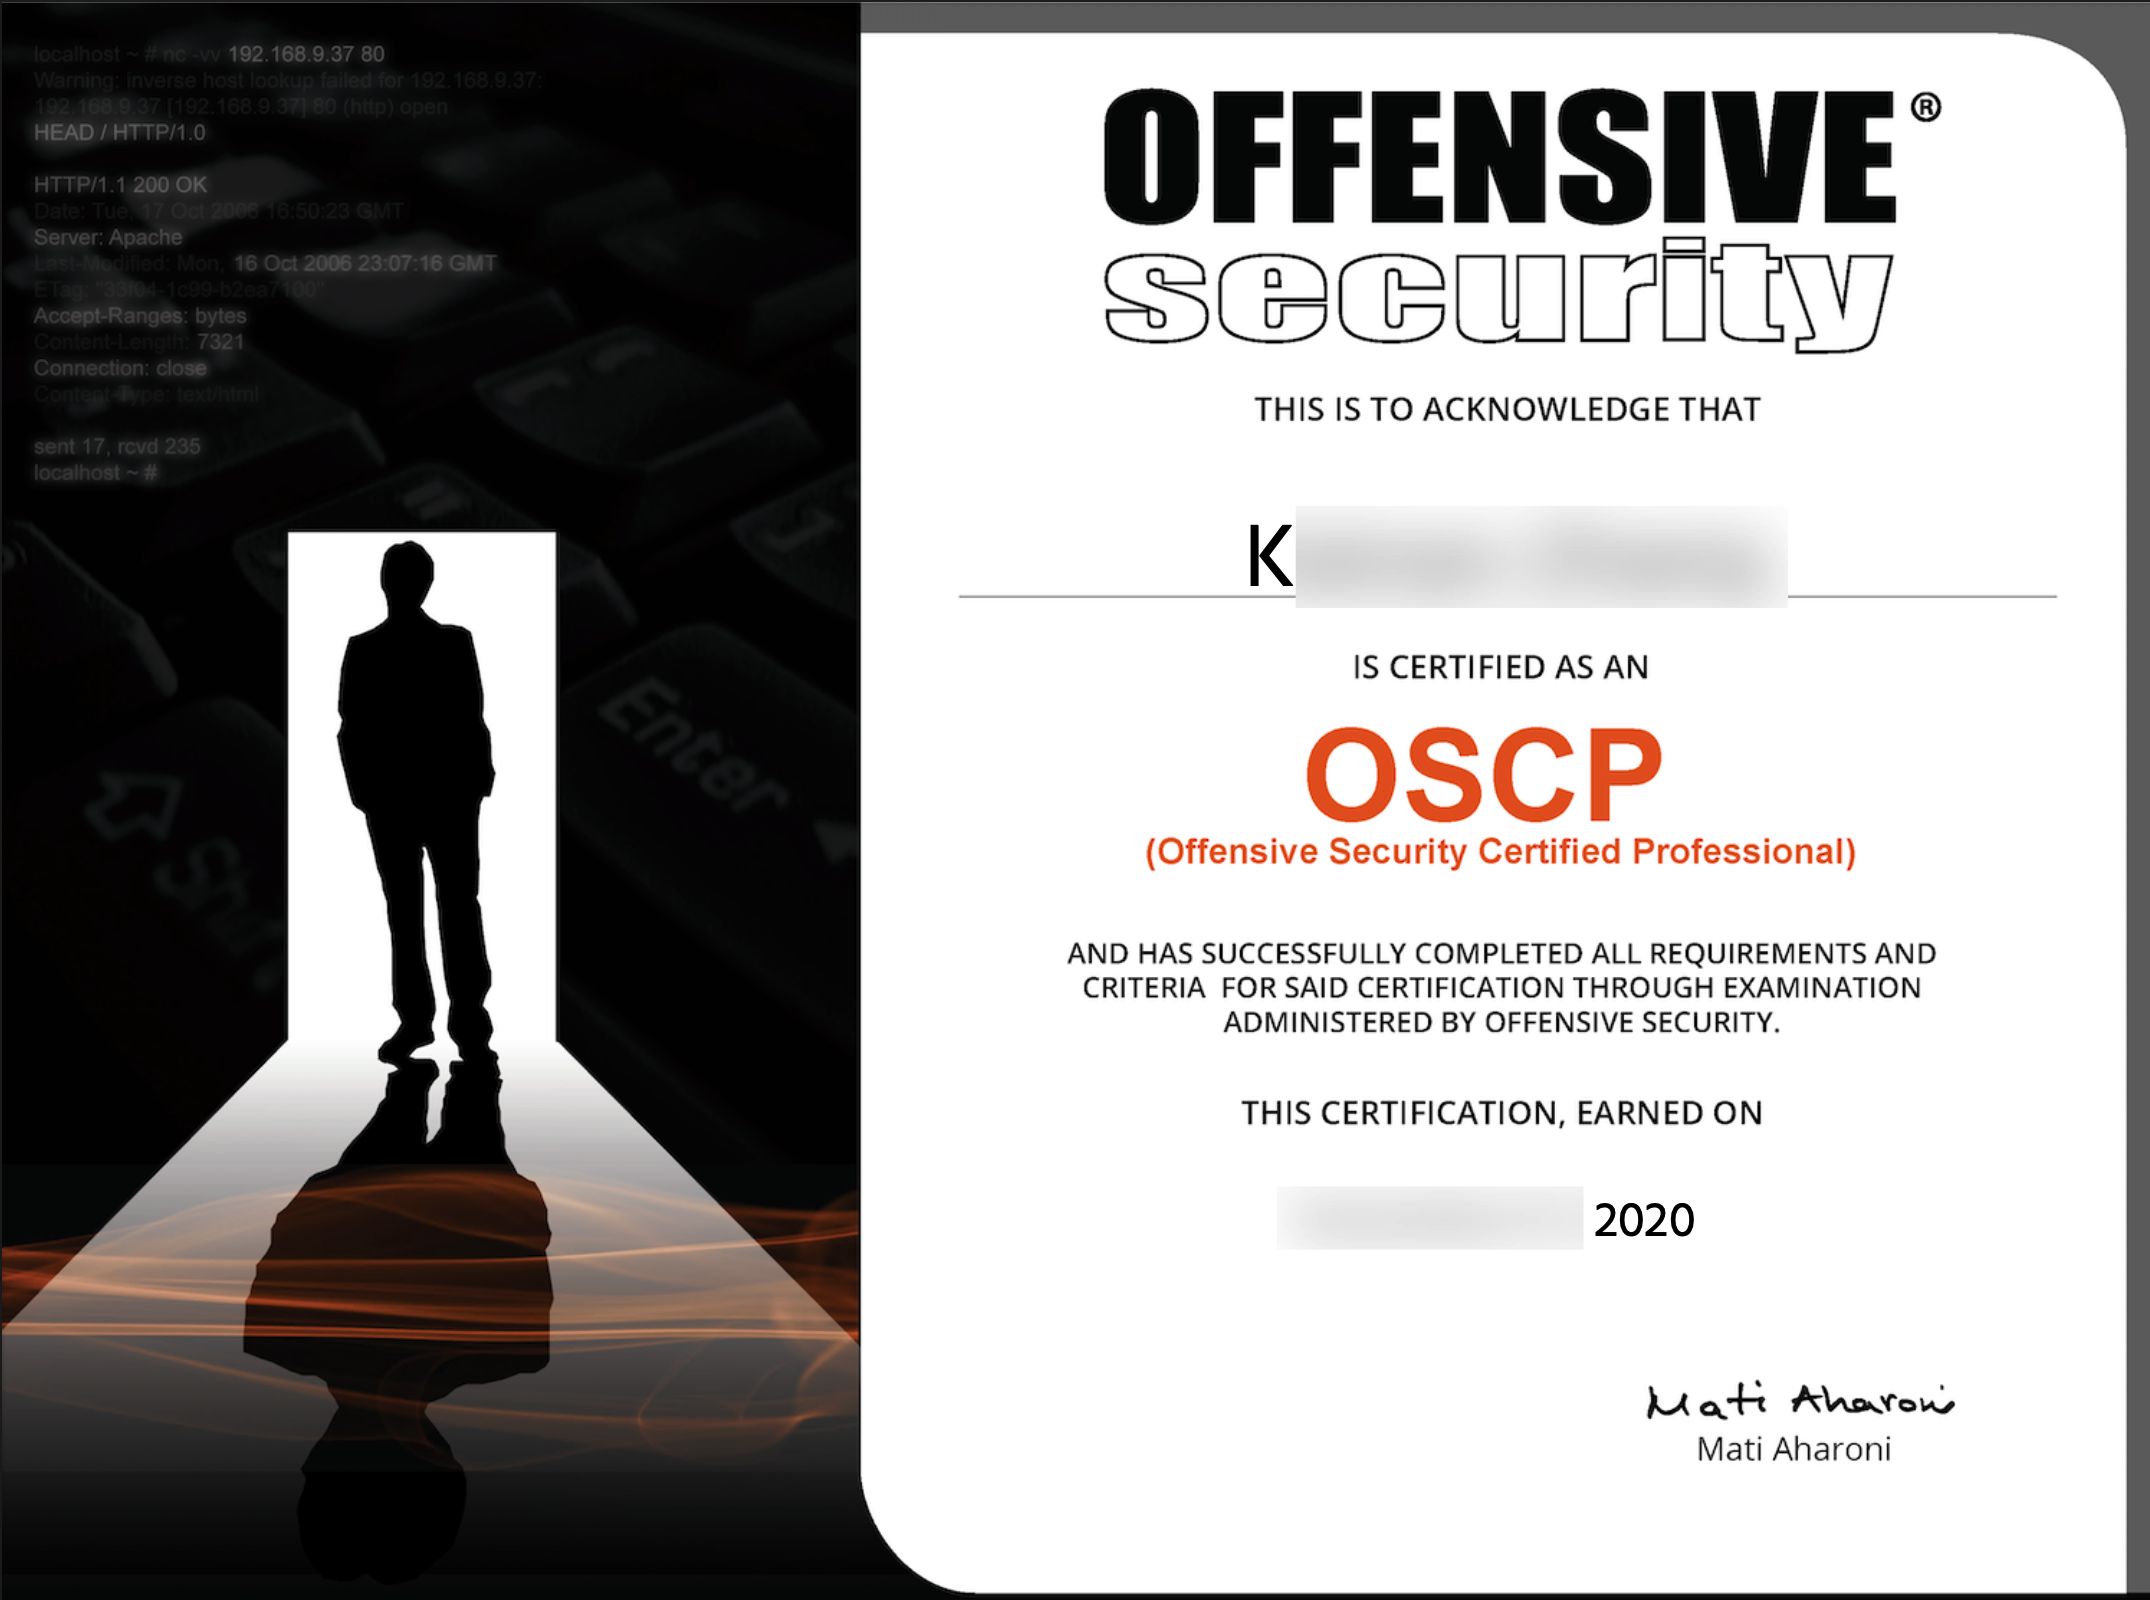 localhost ~ # nc -vv 192.168.9.37 80
Warning: inverse host lookup failed for 192.168.9.37:
192.168.9.37 [192.168.9.37] 80 (http) open
HEAD / HTTP/1.0
HTTP/1.1 200 OK
Date: Tue, 17 Oct 2006 16:50:23 GMT
Server: Apache
Last-Modified: Mon, 16 Oct 2006 23:07:16 GMT
ETag: "33f04-1c99-b2ea7100"
Accept-Ranges: bytes
Content-Length: 7321
Connection: close
Content-Type: text/html
sent 17, rcvd 235
localhost ~ #
Enter
Shift
OFFENSIVE®
security
THIS IS TO ACKNOWLEDGE THAT
K
IS CERTIFIED AS AN
OSCP
(Offensive Security Certified Professional)
AND HAS SUCCESSFULLY COMPLETED ALL REQUIREMENTS AND
CRITERIA FOR SAID CERTIFICATION THROUGH EXAMINATION
ADMINISTERED BY OFFENSIVE SECURITY.
THIS CERTIFICATION, EARNED ON
2020
Mati Aharoni
Mati Aharoni